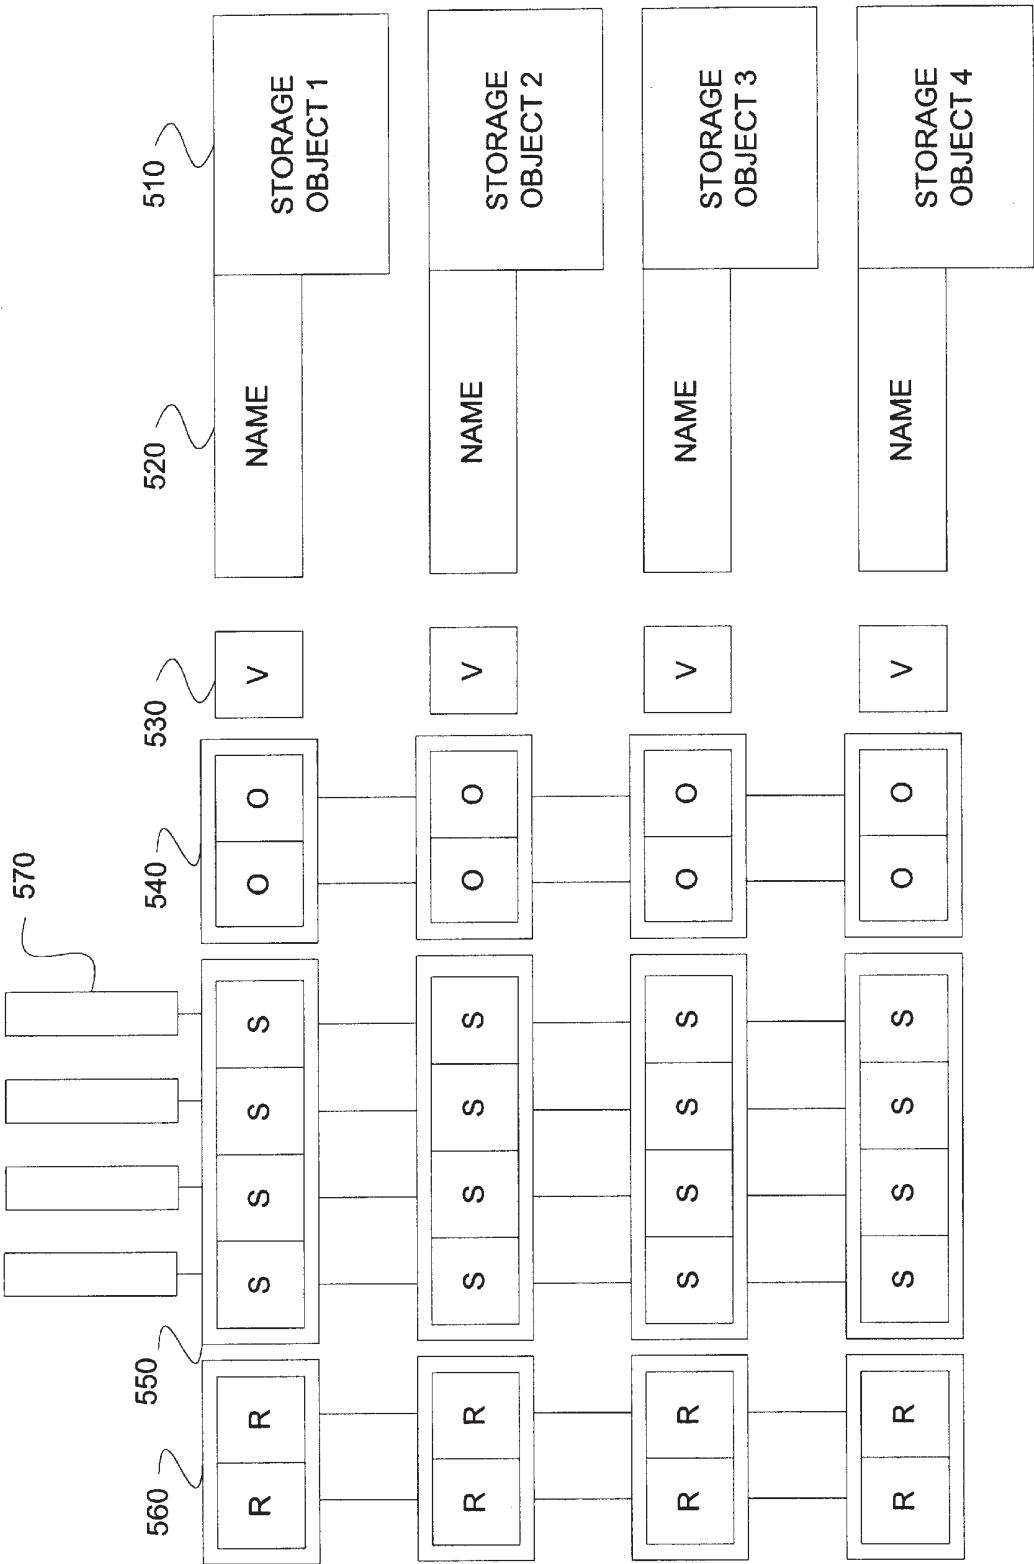 570
560 550 540 530 520 510
R R S S S S O O V NAME STORAGE
OBJECT 1
R R S S S S O O V NAME STORAGE
OBJECT 2
R R S S S S O O V NAME STORAGE
OBJECT 3
R R S S S S O O V NAME STORAGE
OBJECT 4